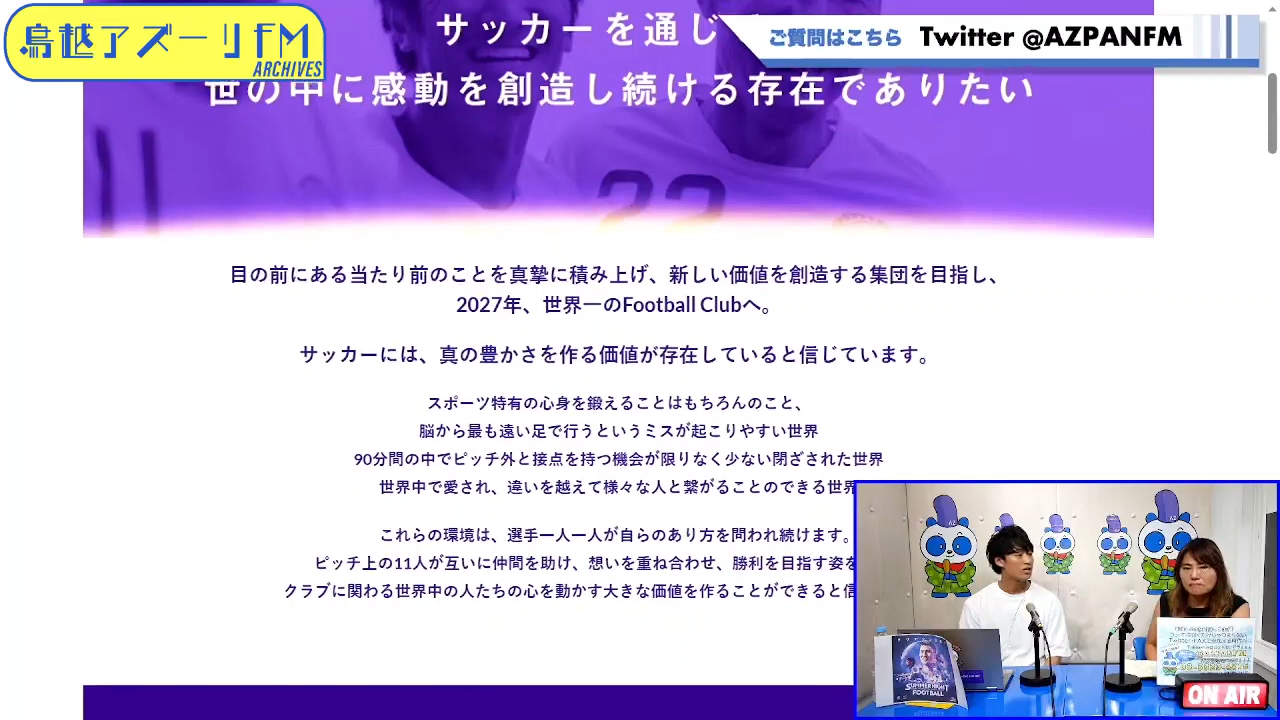 鳥越アズーリFM
ARCHIVES
サッカーを通じ
ご質問はこちら Twitter @AZPANFM
世の中に感動を創造し続ける存在でありたい
22
目の前にある当たり前のことを真摯に積み上げ、新しい価値を創造する集団を目指し、
2027年、世界一のFootball Clubへ。
サッカーには、真の豊かさを作る価値が存在していると信じています。
スポーツ特有の心身を鍛えることはもちろんのこと、
脳から最も遠い足で行うというミスが起こりやすい世界
90分間の中でピッチ外と接点を持つ機会が限りなく少ない閉ざされた世界
世界中で愛され、違いを越えて様々な人と繋がることのできる世界
これらの環境は、選手一人一人が自らのあり方を問われ続けます。
ピッチ上の11人が互いに仲間を助け、想いを重ね合わせ、勝利を目指す姿を
クラブに関わる世界中の人たちの心を動かす大きな価値を作ることができると信
SUMMERNIGHT
FOOTBALL
ON AIR